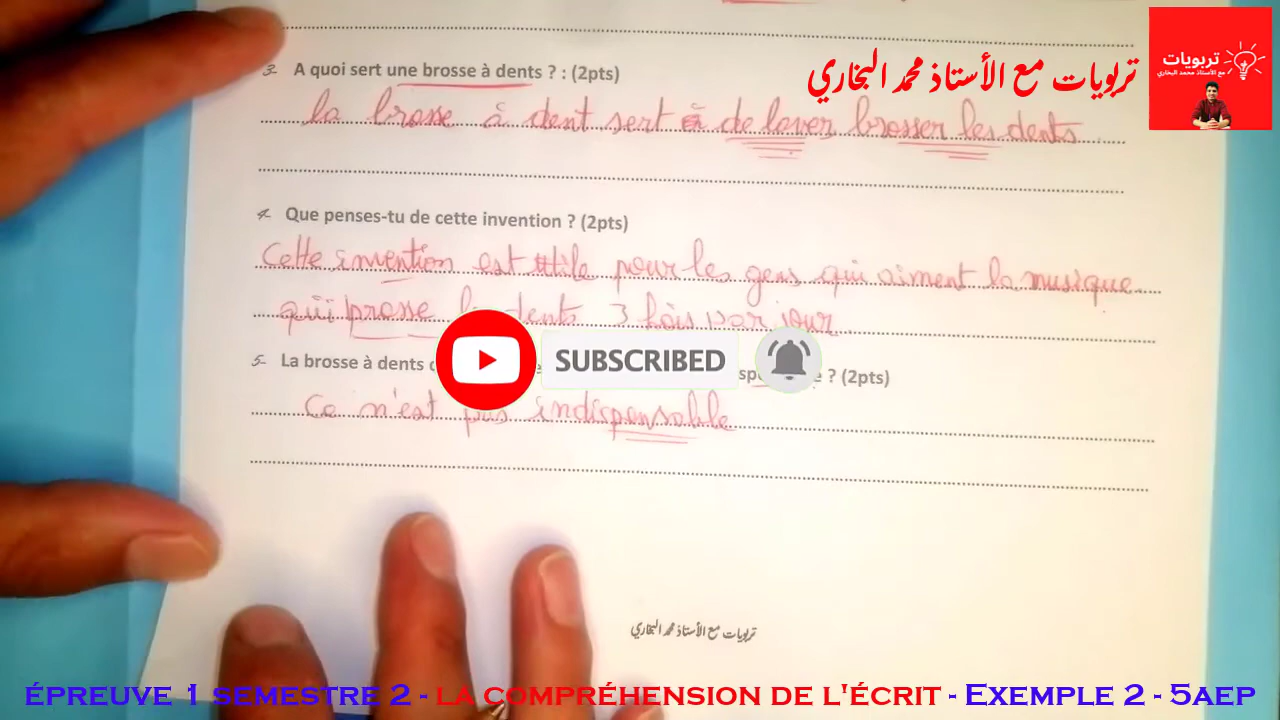 تربويات مع الأستاذ محمد البخاري
تربويات
مع الأستاذ محمد البخاري
3- A quoi sert une brosse à dents ? : (2pts)
la brosse à dent sert à de laver brosser les dents.
4- Que penses-tu de cette invention ? (2pts)
Cette invention est utile pour les gens qui aiment la musique.
qui brosse dents 3 fois par jour.
5- La brosse à dents ? (2pts)
SUBSCRIBED
Ce n'est pas indispensable
تربويات مع الأستاذ محمد البخاري
ÉPREUVE 1 SEMESTRE 2 - LA COMPRÉHENSION DE L'ÉCRIT - EXEMPLE 2 - 5AEP